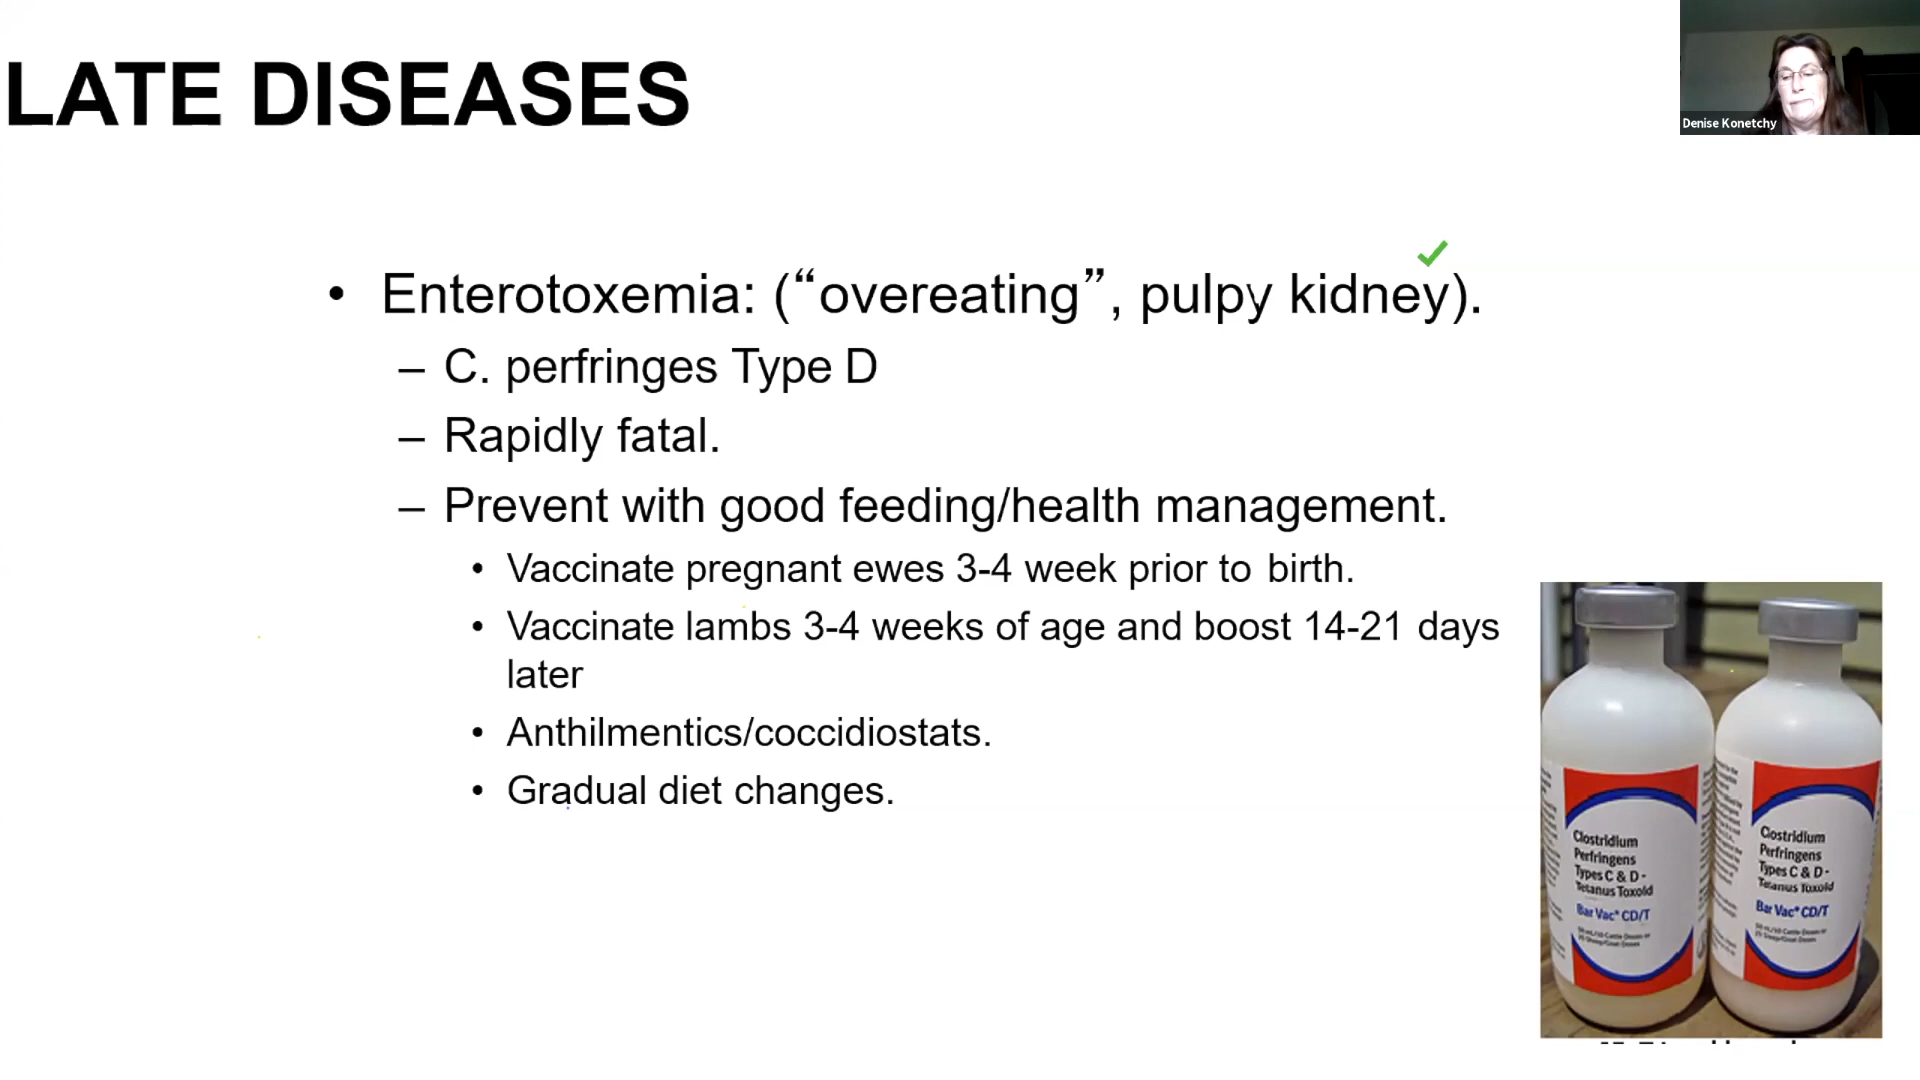 LATE DISEASES
Denise Konetchy
• Enterotoxemia: (“overeating”, pulpy kidney).
– C. perfringes Type D
– Rapidly fatal.
– Prevent with good feeding/health management.
• Vaccinate pregnant ewes 3-4 week prior to birth.
• Vaccinate lambs 3-4 weeks of age and boost 14-21 days
later
• Anthilmentics/coccidiostats.
• Gradual diet changes.
Clostridium
Perfringens
Types C & D -
Tetanus Toxoid
Bar Vac® CD/T
Clostridium
Perfringens
Types C & D -
Tetanus Toxoid
Bar Vac® CD/T